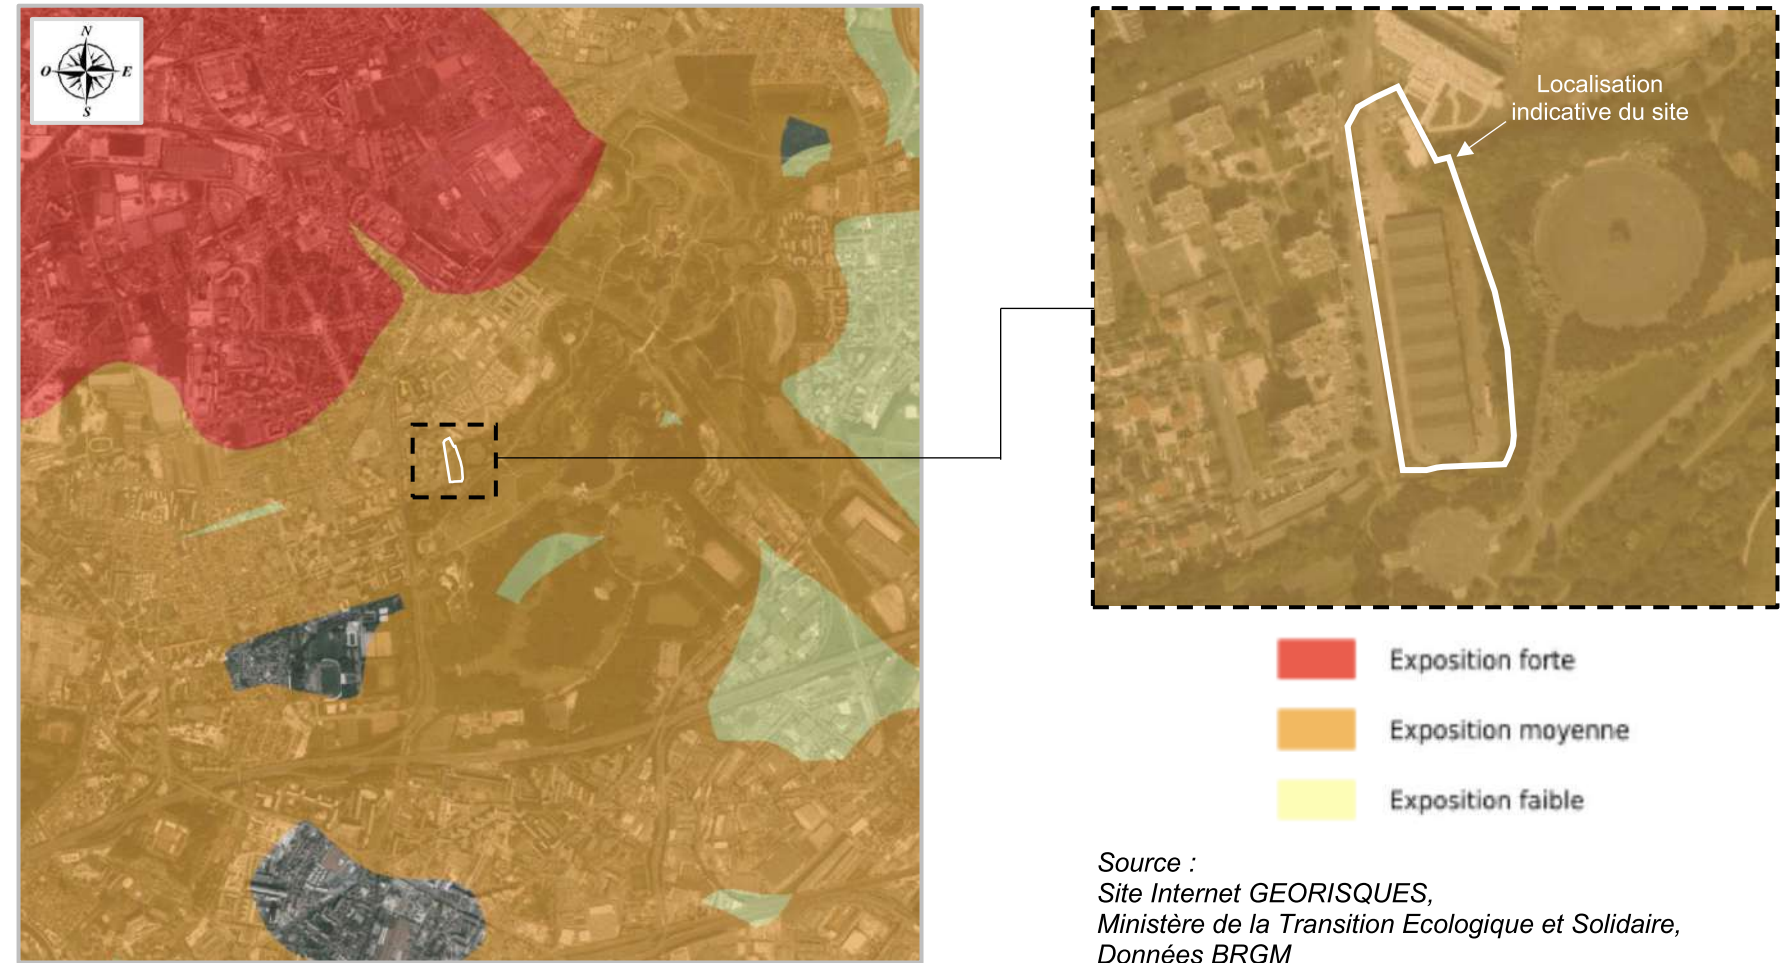 N
O E
S
Localisation
indicative du site
Exposition forte
Exposition moyenne
Exposition faible
Source :
Site Internet GEORISQUES,
Ministère de la Transition Ecologique et Solidaire,
Données BRGM